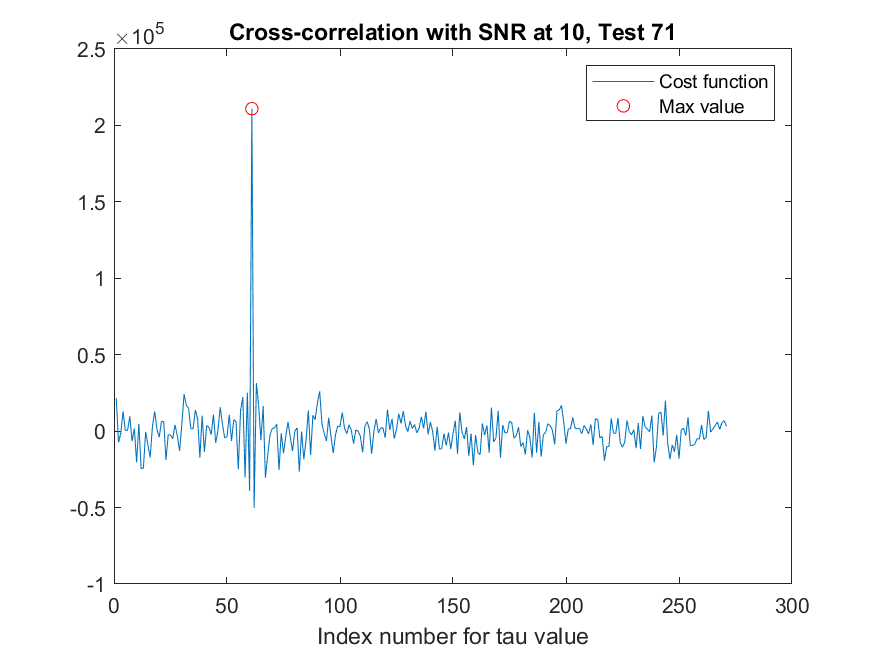 Cross-correlation with SNR at 10, Test 71
×10^5
2.5
2
1.5
1
0.5
0
-0.5
-1
0 50 100 150 200 250 300
Index number for tau value
Cost function
Max value